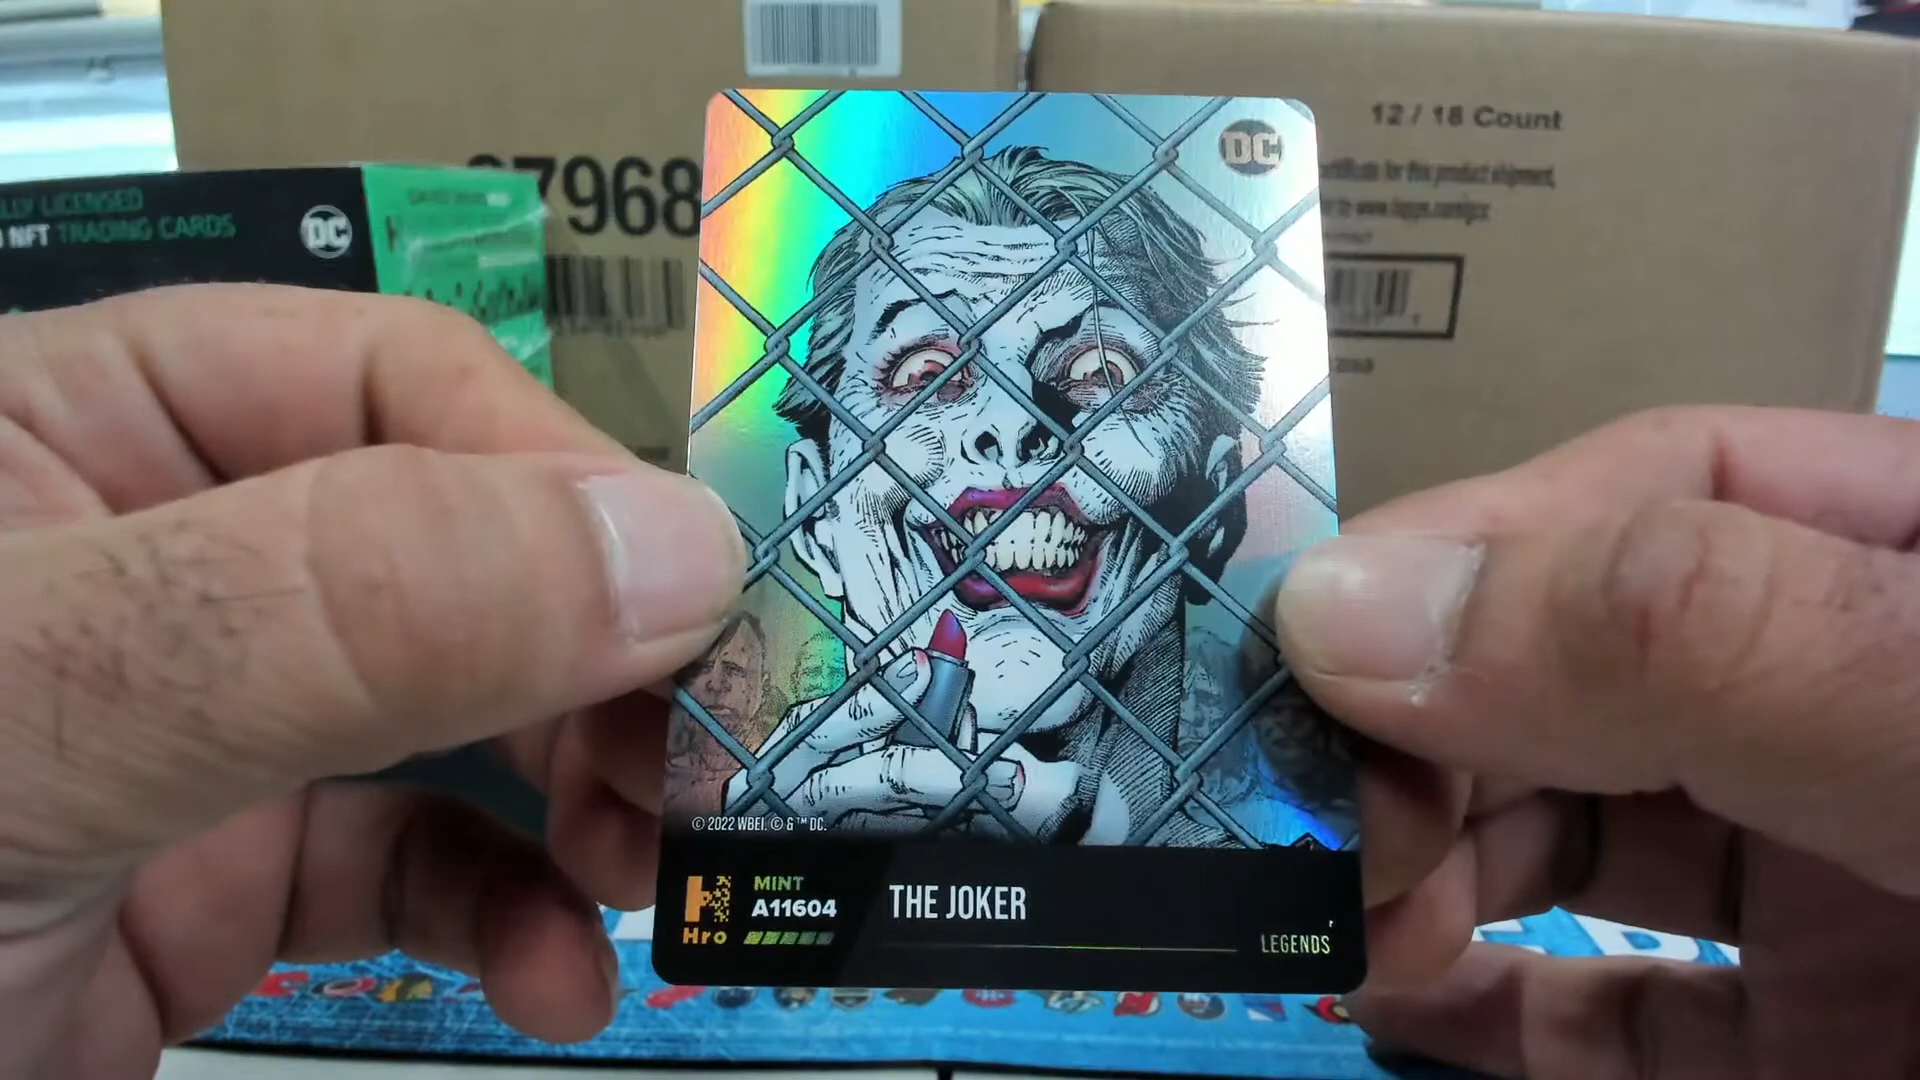 12 / 18 Count
7968
LLY LICENSED
NFT TRADING CARDS
DC
DC
© 2022 WBEI. © & ™ DC.
Hro
MINT
A11604
THE JOKER
LEGENDS